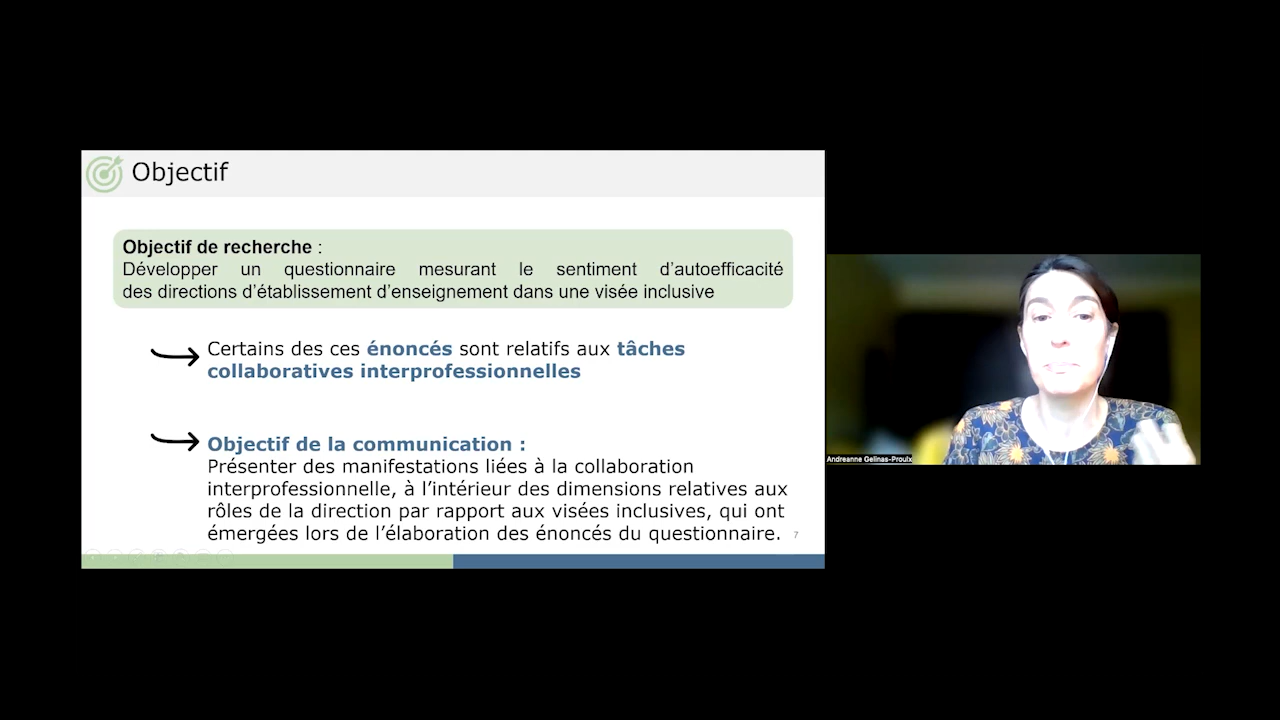 Objectif
Objectif de recherche :
Développer un questionnaire mesurant le sentiment d’autoefficacité
des directions d’établissement d’enseignement dans une visée inclusive
Certains des ces énoncés sont relatifs aux tâches
collaboratives interprofessionnelles
Objectif de la communication :
Présenter des manifestations liées à la collaboration
interprofessionnelle, à l’intérieur des dimensions relatives aux
rôles de la direction par rapport aux visées inclusives, qui ont
émergées lors de l’élaboration des énoncés du questionnaire.
7
Andreanne Gelinas-Proulx